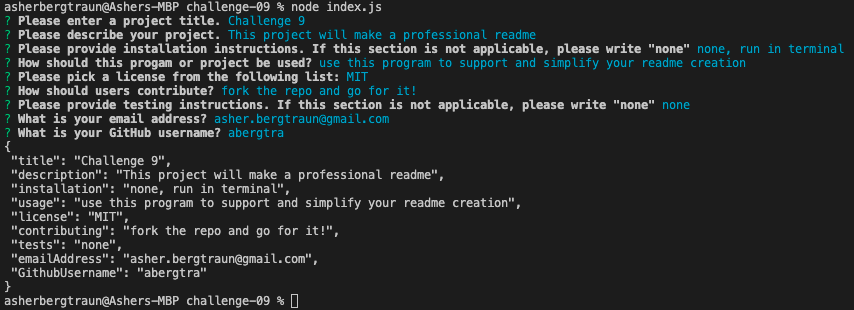 asherbergtraun@Ashers-MBP challenge-09 % node index.js
? Please enter a project title. Challenge 9
? Please describe your project. This project will make a professional readme
? Please provide installation instructions. If this section is not applicable, please write "none" none, run in terminal
? How should this progam or project be used? use this program to support and simplify your readme creation
? Please pick a license from the following list: MIT
? How should users contribute? fork the repo and go for it!
? Please provide testing instructions. If this section is not applicable, please write "none" none
? What is your email address? asher.bergtraun@gmail.com
? What is your GitHub username? abergtra
{
"title": "Challenge 9",
"description": "This project will make a professional readme",
"installation": "none, run in terminal",
"usage": "use this program to support and simplify your readme creation",
"license": "MIT",
"contributing": "fork the repo and go for it!",
"tests": "none",
"emailAddress": "asher.bergtraun@gmail.com",
"GithubUsername": "abergtra"
}
asherbergtraun@Ashers-MBP challenge-09 %